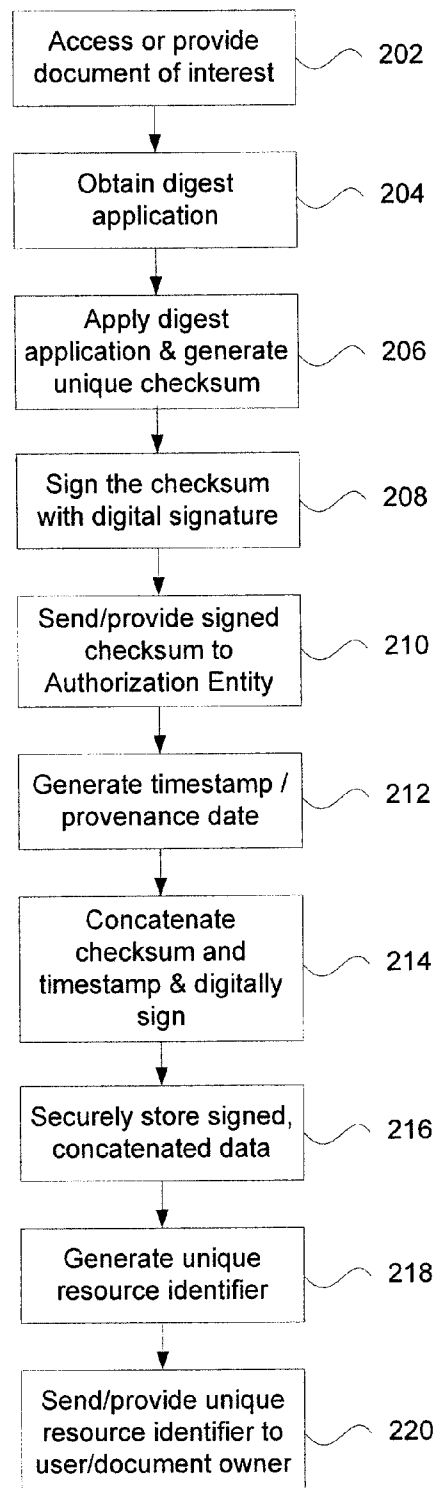 Access or provide
document of interest
202
Obtain digest
application
204
Apply digest
application & generate
unique checksum
206
Sign the checksum
with digital signature
208
Send/provide signed
checksum to
Authorization Entity
210
Generate timestamp /
provenance date
212
Concatenate
checksum and
timestamp & digitally
sign
214
Securely store signed,
concatenated data
216
Generate unique
resource identifier
218
Send/provide unique
resource identifier to
user/document owner
220